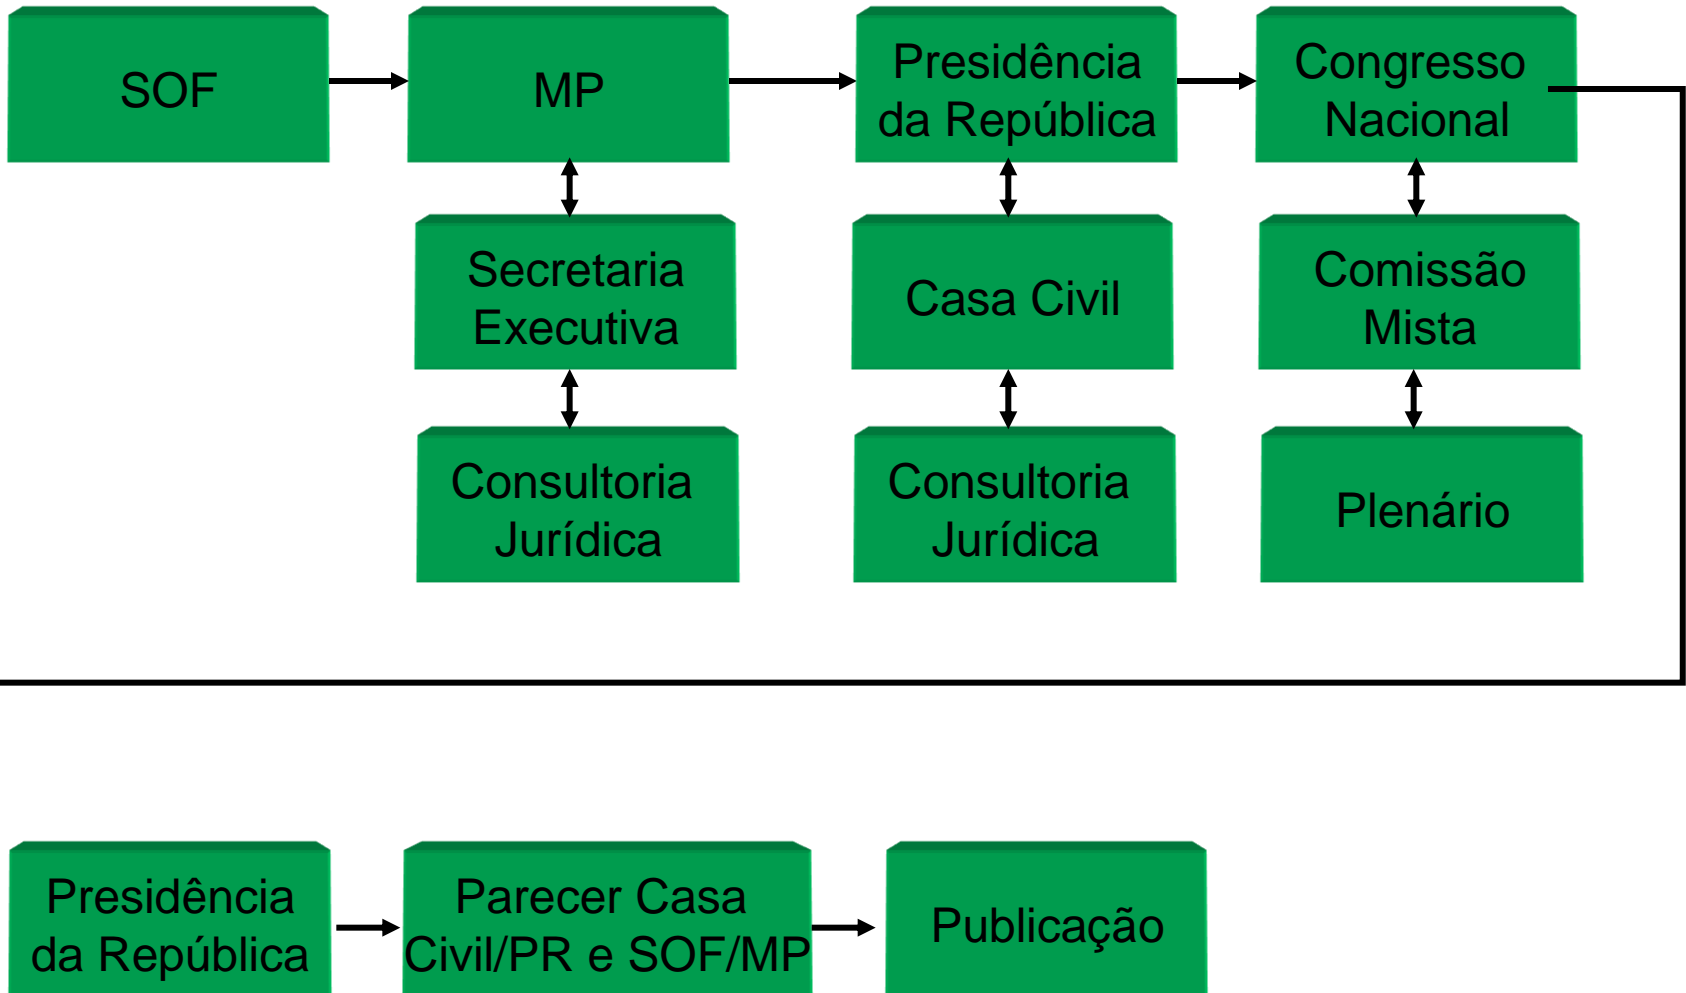 SOF
MP
Presidência
da República
Congresso
Nacional
Secretaria
Executiva
Casa Civil
Comissão
Mista
Consultoria
Jurídica
Consultoria
Jurídica
Plenário
Presidência
da República
Parecer Casa
Civil/PR e SOF/MP
Publicação